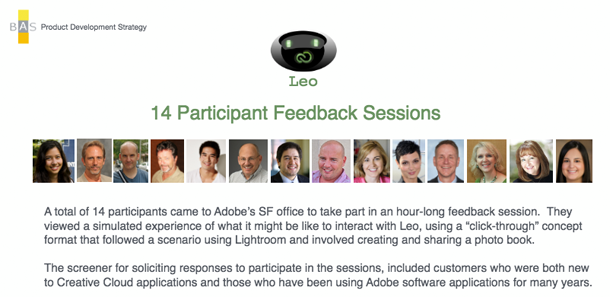 BAS Product Development Strategy
Leo
14 Participant Feedback Sessions
A total of 14 participants came to Adobe's SF office to take part in an hour-long feedback session. They
viewed a simulated experience of what it might be like to interact with Leo, using a “click-through” concept
format that followed a scenario using Lightroom and involved creating and sharing a photo book.
The screener for soliciting responses to participate in the sessions, included customers who were both new
to Creative Cloud applications and those who have been using Adobe software applications for many years.